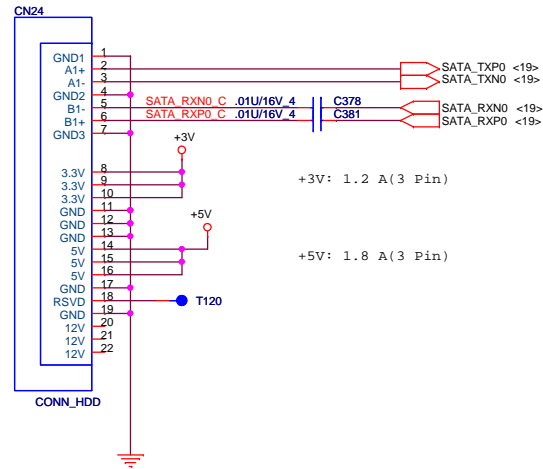 CN24
GND1 1
A1+ 2 SATA_TXP0 <19>
A1- 3 SATA_TXN0 <19>
GND2 4
B1- 5 SATA_RXN0_C .01U/16V_4 C378 SATA_RXN0 <19>
B1+ 6 SATA_RXP0_C .01U/16V_4 C381 SATA_RXP0 <19>
GND3 7
+3V
3.3V 8
3.3V 9 +3V: 1.2 A(3 Pin)
3.3V 10
GND 11
GND 12 +5V
GND 13
5V 14
5V 15 +5V: 1.8 A(3 Pin)
5V 16
GND 17
RSVD 18 T120
GND 19
12V 20
12V 21
12V 22
CONN_HDD